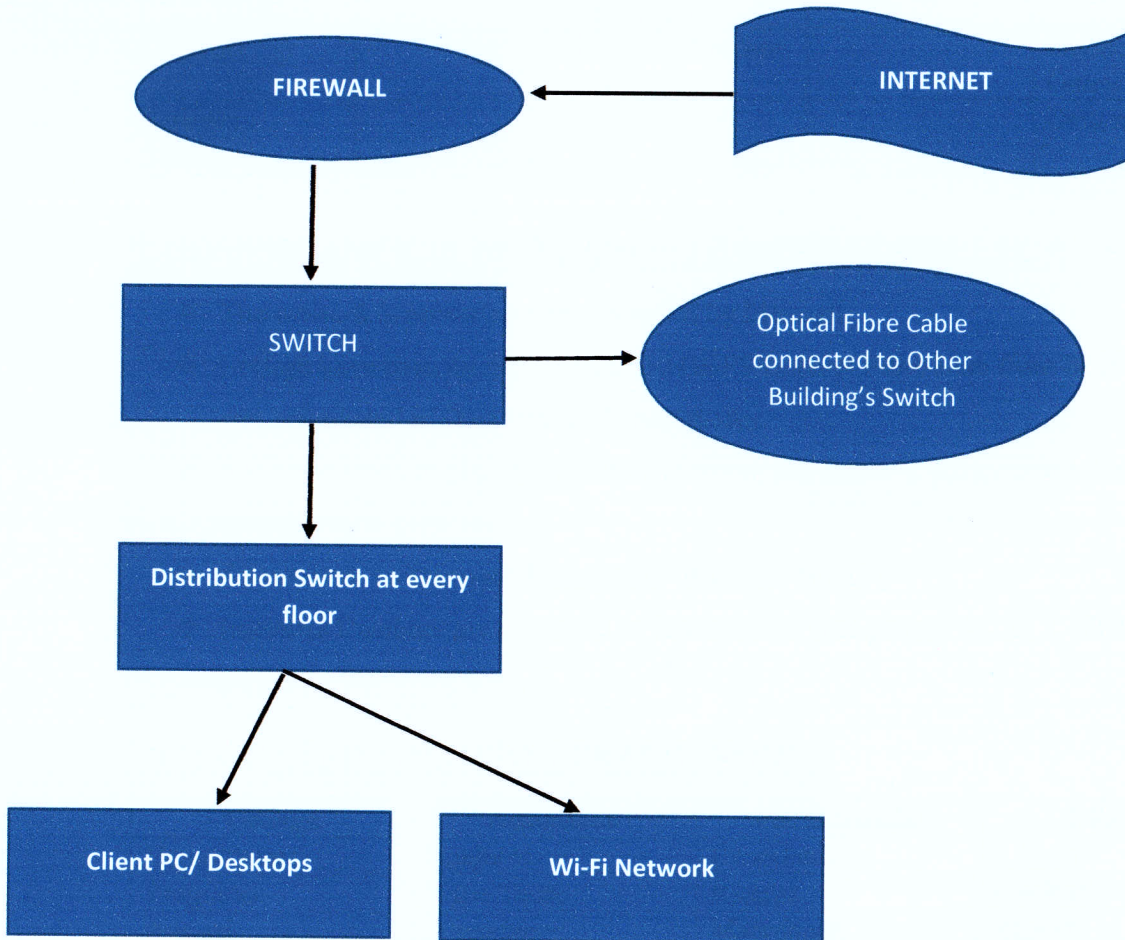 FIREWALL
INTERNET
SWITCH
Optical Fibre Cable
connected to Other
Building's Switch
Distribution Switch at every
floor
Client PC/ Desktops
Wi-Fi Network